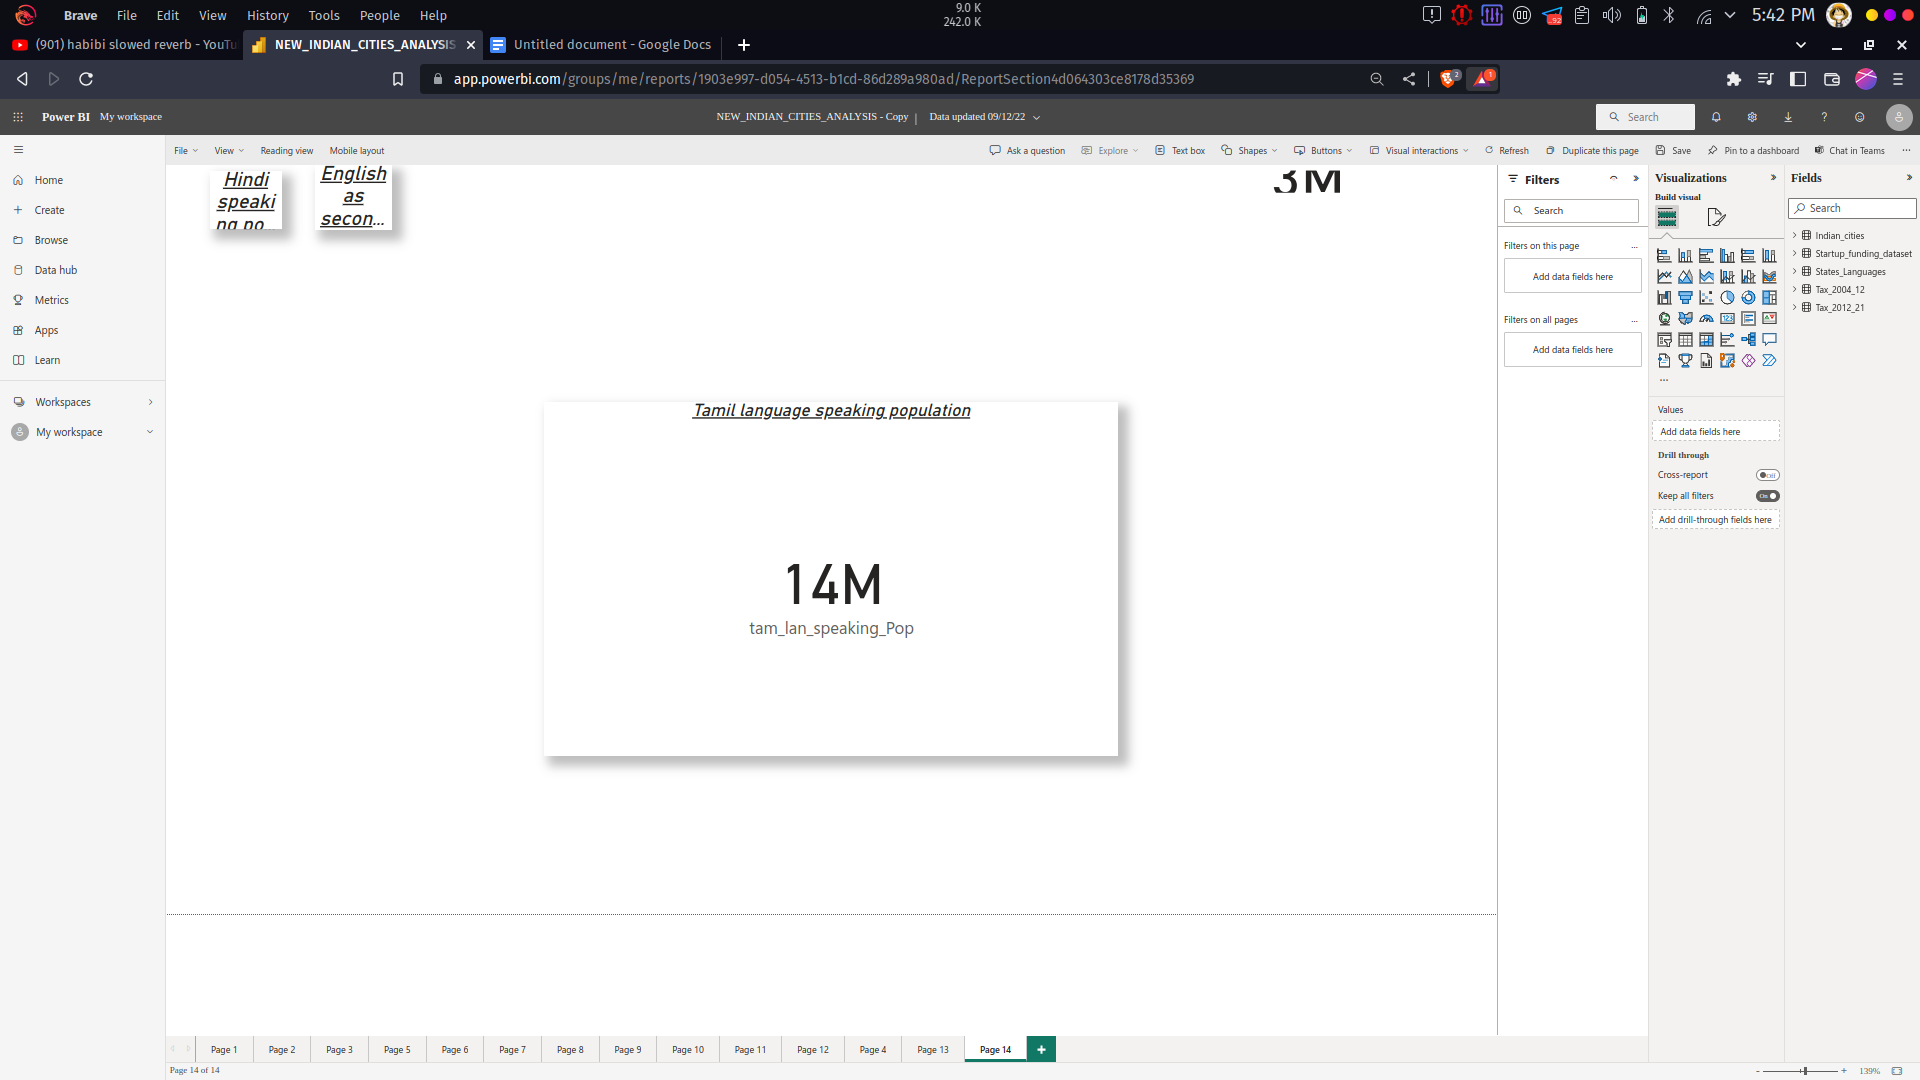 Brave File Edit View History Tools People Help
9.0 K
242.0 K
92
5:42 PM
(901) habibi slowed reverb - YouTu
NEW_INDIAN_CITIES_ANALYSIS
Untitled document - Google Docs
app.powerbi.com/groups/me/reports/1903e997-d054-4513-b1cd-86d289a980ad/ReportSection4d064303ce8178d35369
2
1
Power BI My workspace
NEW_INDIAN_CITIES_ANALYSIS - Copy | Data updated 09/12/22
Search
File View Reading view Mobile layout
Ask a question Explore Text box Shapes Buttons Visual interactions Refresh Duplicate this page Save Pin to a dashboard Chat in Teams ...
Home
Create
Browse
Data hub
Metrics
Apps
Learn
Workspaces
My workspace
Hindi
speaki
ng po...
English
as
secon...
3M
Tamil language speaking population
14M
tam_lan_speaking_Pop
Filters
Search
Filters on this page ...
Add data fields here
Filters on all pages ...
Add data fields here
Visualizations
Build visual
...
Values
Add data fields here
Drill through
Cross-report Off
Keep all filters On
Add drill-through fields here
Fields
Search
Indian_cities
Startup_funding_dataset
States_Languages
Tax_2004_12
Tax_2012_21
Page 1 Page 2 Page 3 Page 5 Page 6 Page 7 Page 8 Page 9 Page 10 Page 11 Page 12 Page 4 Page 13 Page 14 +
Page 14 of 14
- + 139%